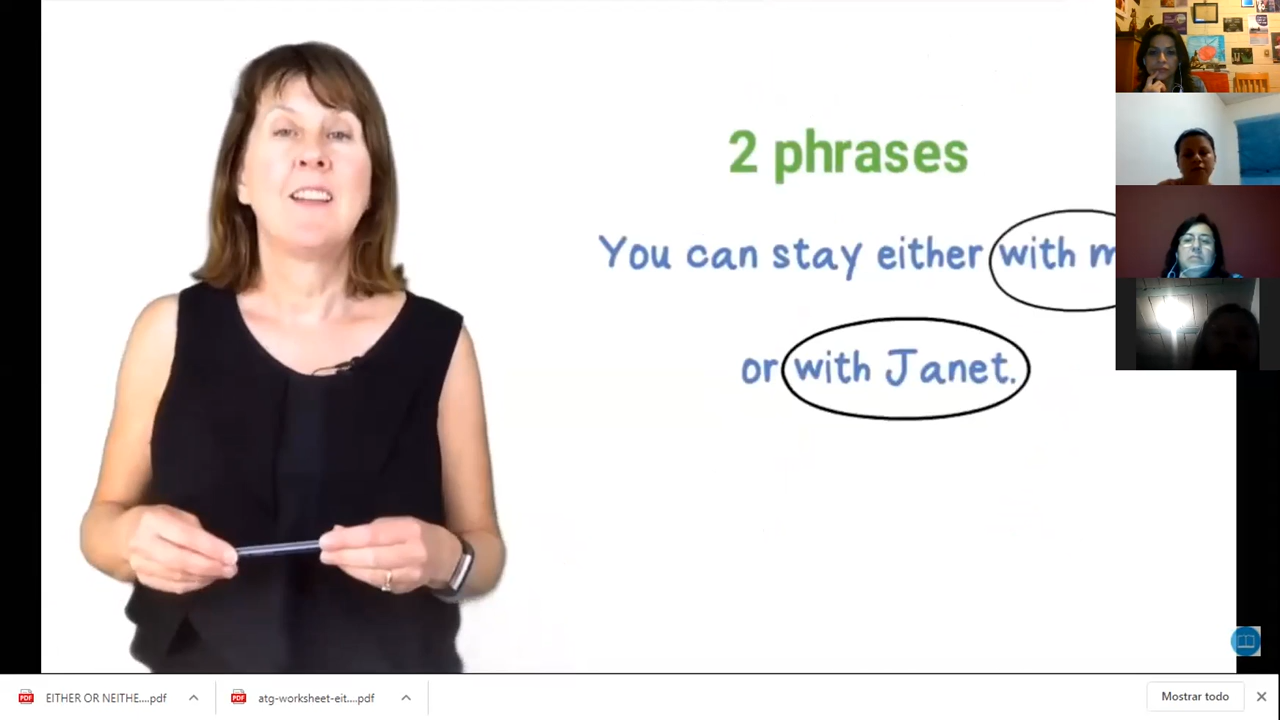 2 phrases
You can stay either with m
or with Janet.
EITHER OR NEITHE....pdf
atg-worksheet-eit....pdf
Mostrar todo